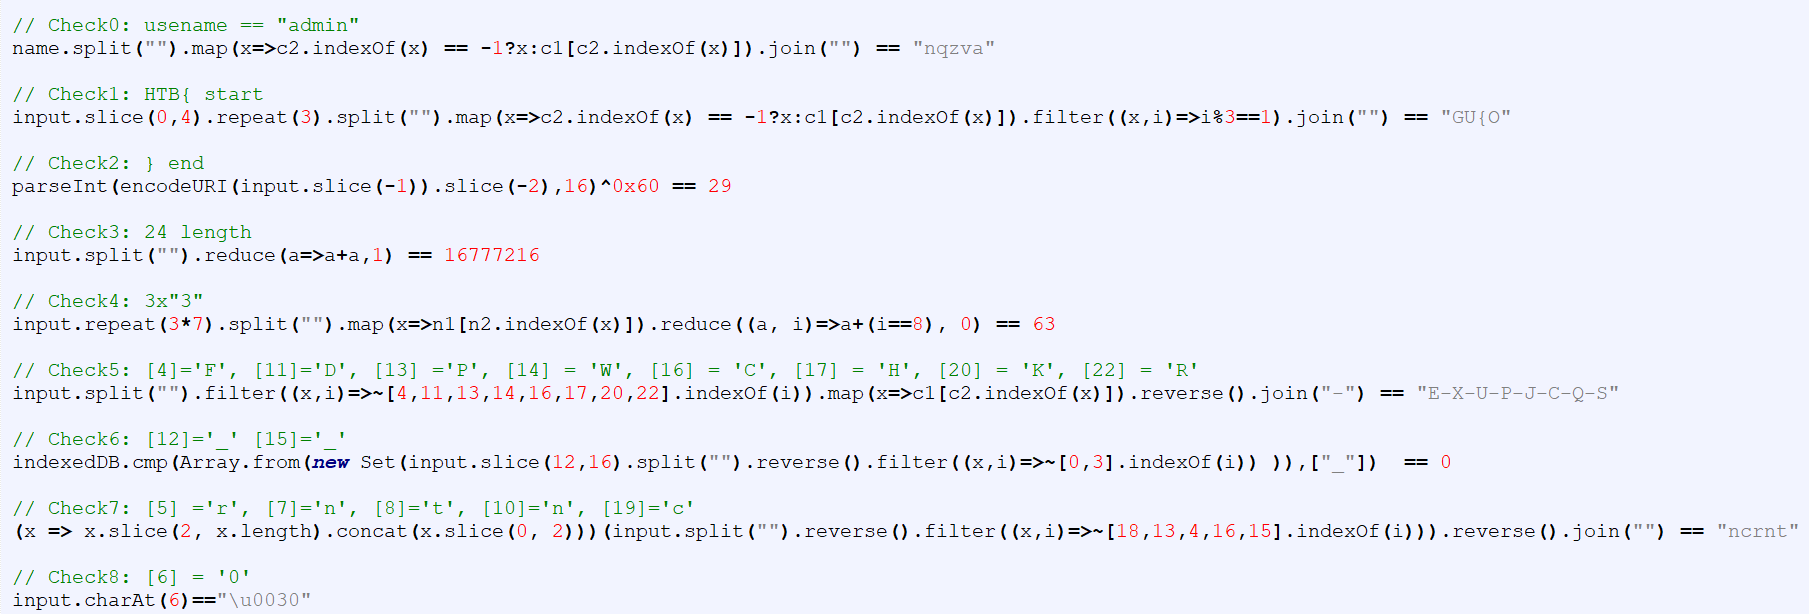 // Check0: usename == "admin"
name.split("").map(x=>c2.indexOf(x) == -1?x:c1[c2.indexOf(x)]).join("") == "nqzva"
// Check1: HTB{ start
input.slice(0,4).repeat(3).split("").map(x=>c2.indexOf(x) == -1?x:c1[c2.indexOf(x)]).filter((x,i)=>i%3==1).join("") == "GU{O"
// Check2: } end
parseInt(encodeURI(input.slice(-1)).slice(-2),16)^0x60 == 29
// Check3: 24 length
input.split("").reduce(a=>a+a,1) == 16777216
// Check4: 3x"3"
input.repeat(3*7).split("").map(x=>n1[n2.indexOf(x)]).reduce((a, i)=>a+(i==8), 0) == 63
// Check5: [4]='F', [11]='D', [13] ='P', [14] = 'W', [16] = 'C', [17] = 'H', [20] = 'K', [22] = 'R'
input.split("").filter((x,i)=>~[4,11,13,14,16,17,20,22].indexOf(i)).map(x=>c1[c2.indexOf(x)]).reverse().join("-") == "E-X-U-P-J-C-Q-S"
// Check6: [12]='_' [15]='_'
indexedDB.cmp(Array.from(new Set(input.slice(12,16).split("").reverse().filter((x,i)=>~[0,3].indexOf(i)) )),["_"])  == 0
// Check7: [5] ='r', [7]='n', [8]='t', [10]='n', [19]='c'
(x => x.slice(2, x.length).concat(x.slice(0, 2)))(input.split("").reverse().filter((x,i)=>~[18,13,4,16,15].indexOf(i))).reverse().join("") == "ncrnt"
// Check8: [6] = '0'
input.charAt(6)=="\u0030"